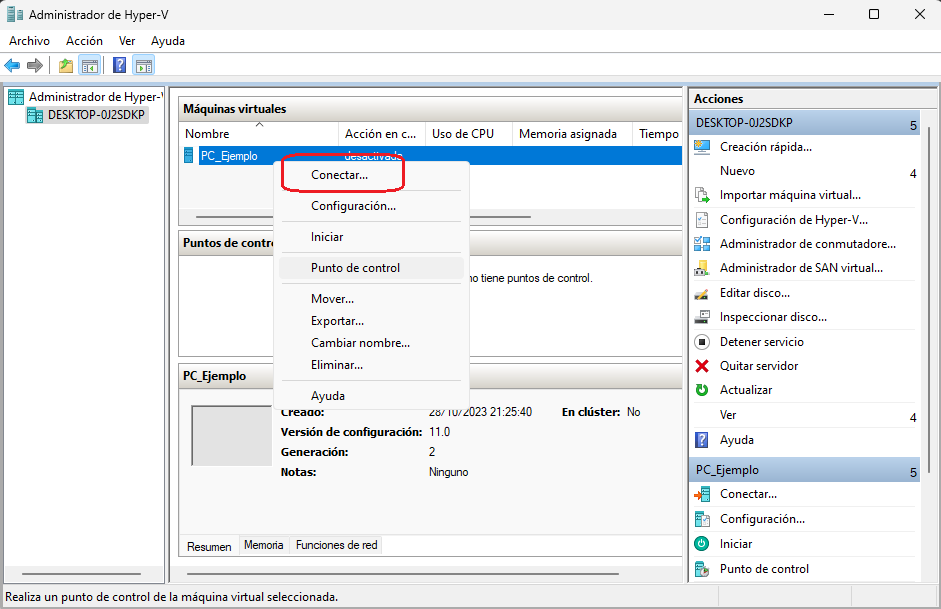 Administrador de Hyper-V
Archivo Acción Ver Ayuda
Administrador de Hyper-V
DESKTOP-0J2SDKP
Máquinas virtuales
Nombre Acción en c... Uso de CPU Memoria asignada Tiempo
PC_Ejemplo desactivada
Conectar...
Configuración...
Iniciar
Punto de control
Mover...
Exportar...
Cambiar nombre...
Eliminar...
Ayuda
Puntos de contro
no tiene puntos de control.
PC_Ejemplo
Creado: 28/10/2023 21:25:40 En clúster: No
Versión de configuración: 11.0
Generación: 2
Notas: Ninguno
Resumen Memoria Funciones de red
Acciones
DESKTOP-0J2SDKP
Creación rápida...
Nuevo
Importar máquina virtual...
Configuración de Hyper-V...
Administrador de conmutadore...
Administrador de SAN virtual...
Editar disco...
Inspeccionar disco...
Detener servicio
Quitar servidor
Actualizar
Ver
Ayuda
PC_Ejemplo
Conectar...
Configuración...
Iniciar
Punto de control
Realiza un punto de control de la máquina virtual seleccionada.